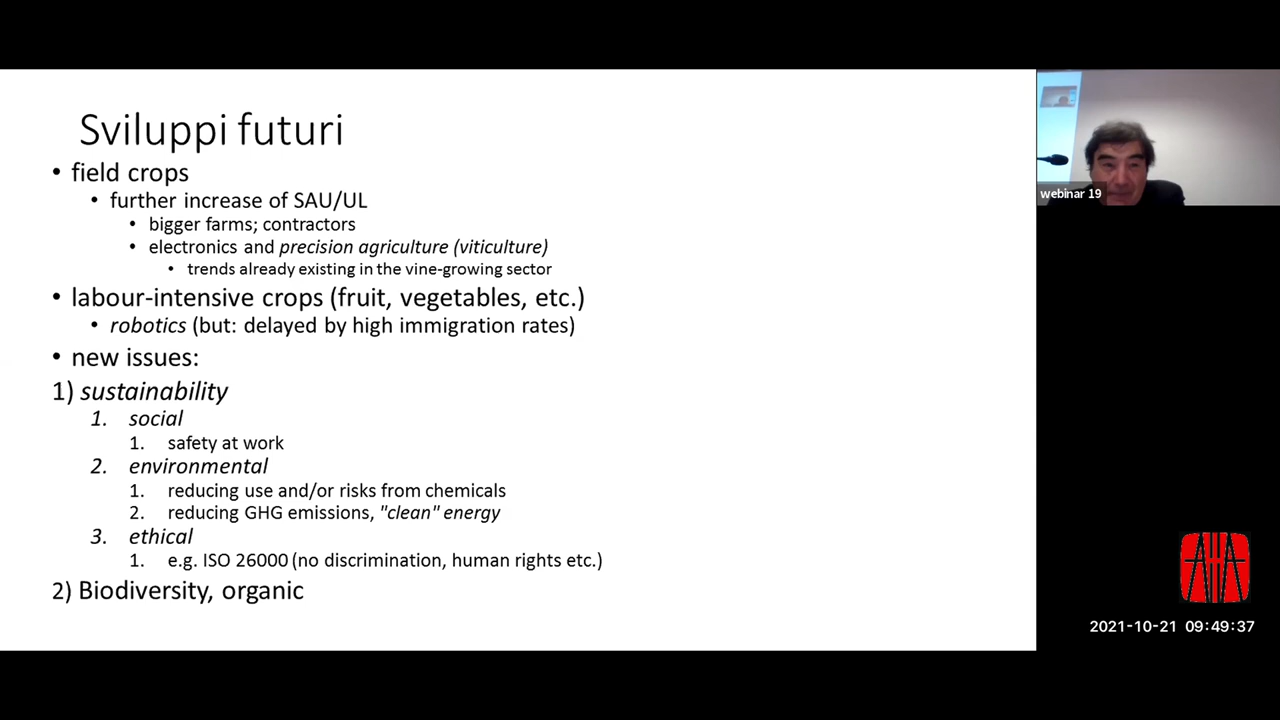 Sviluppi futuri
• field crops
• further increase of SAU/UL
• bigger farms; contractors
• electronics and precision agriculture (viticulture)
• trends already existing in the vine-growing sector
• labour-intensive crops (fruit, vegetables, etc.)
• robotics (but: delayed by high immigration rates)
• new issues:
1) sustainability
1. social
1. safety at work
2. environmental
1. reducing use and/or risks from chemicals
2. reducing GHG emissions, "clean" energy
3. ethical
1. e.g. ISO 26000 (no discrimination, human rights etc.)
2) Biodiversity, organic
webinar 19
AIIA
2021-10-21 09:49:37